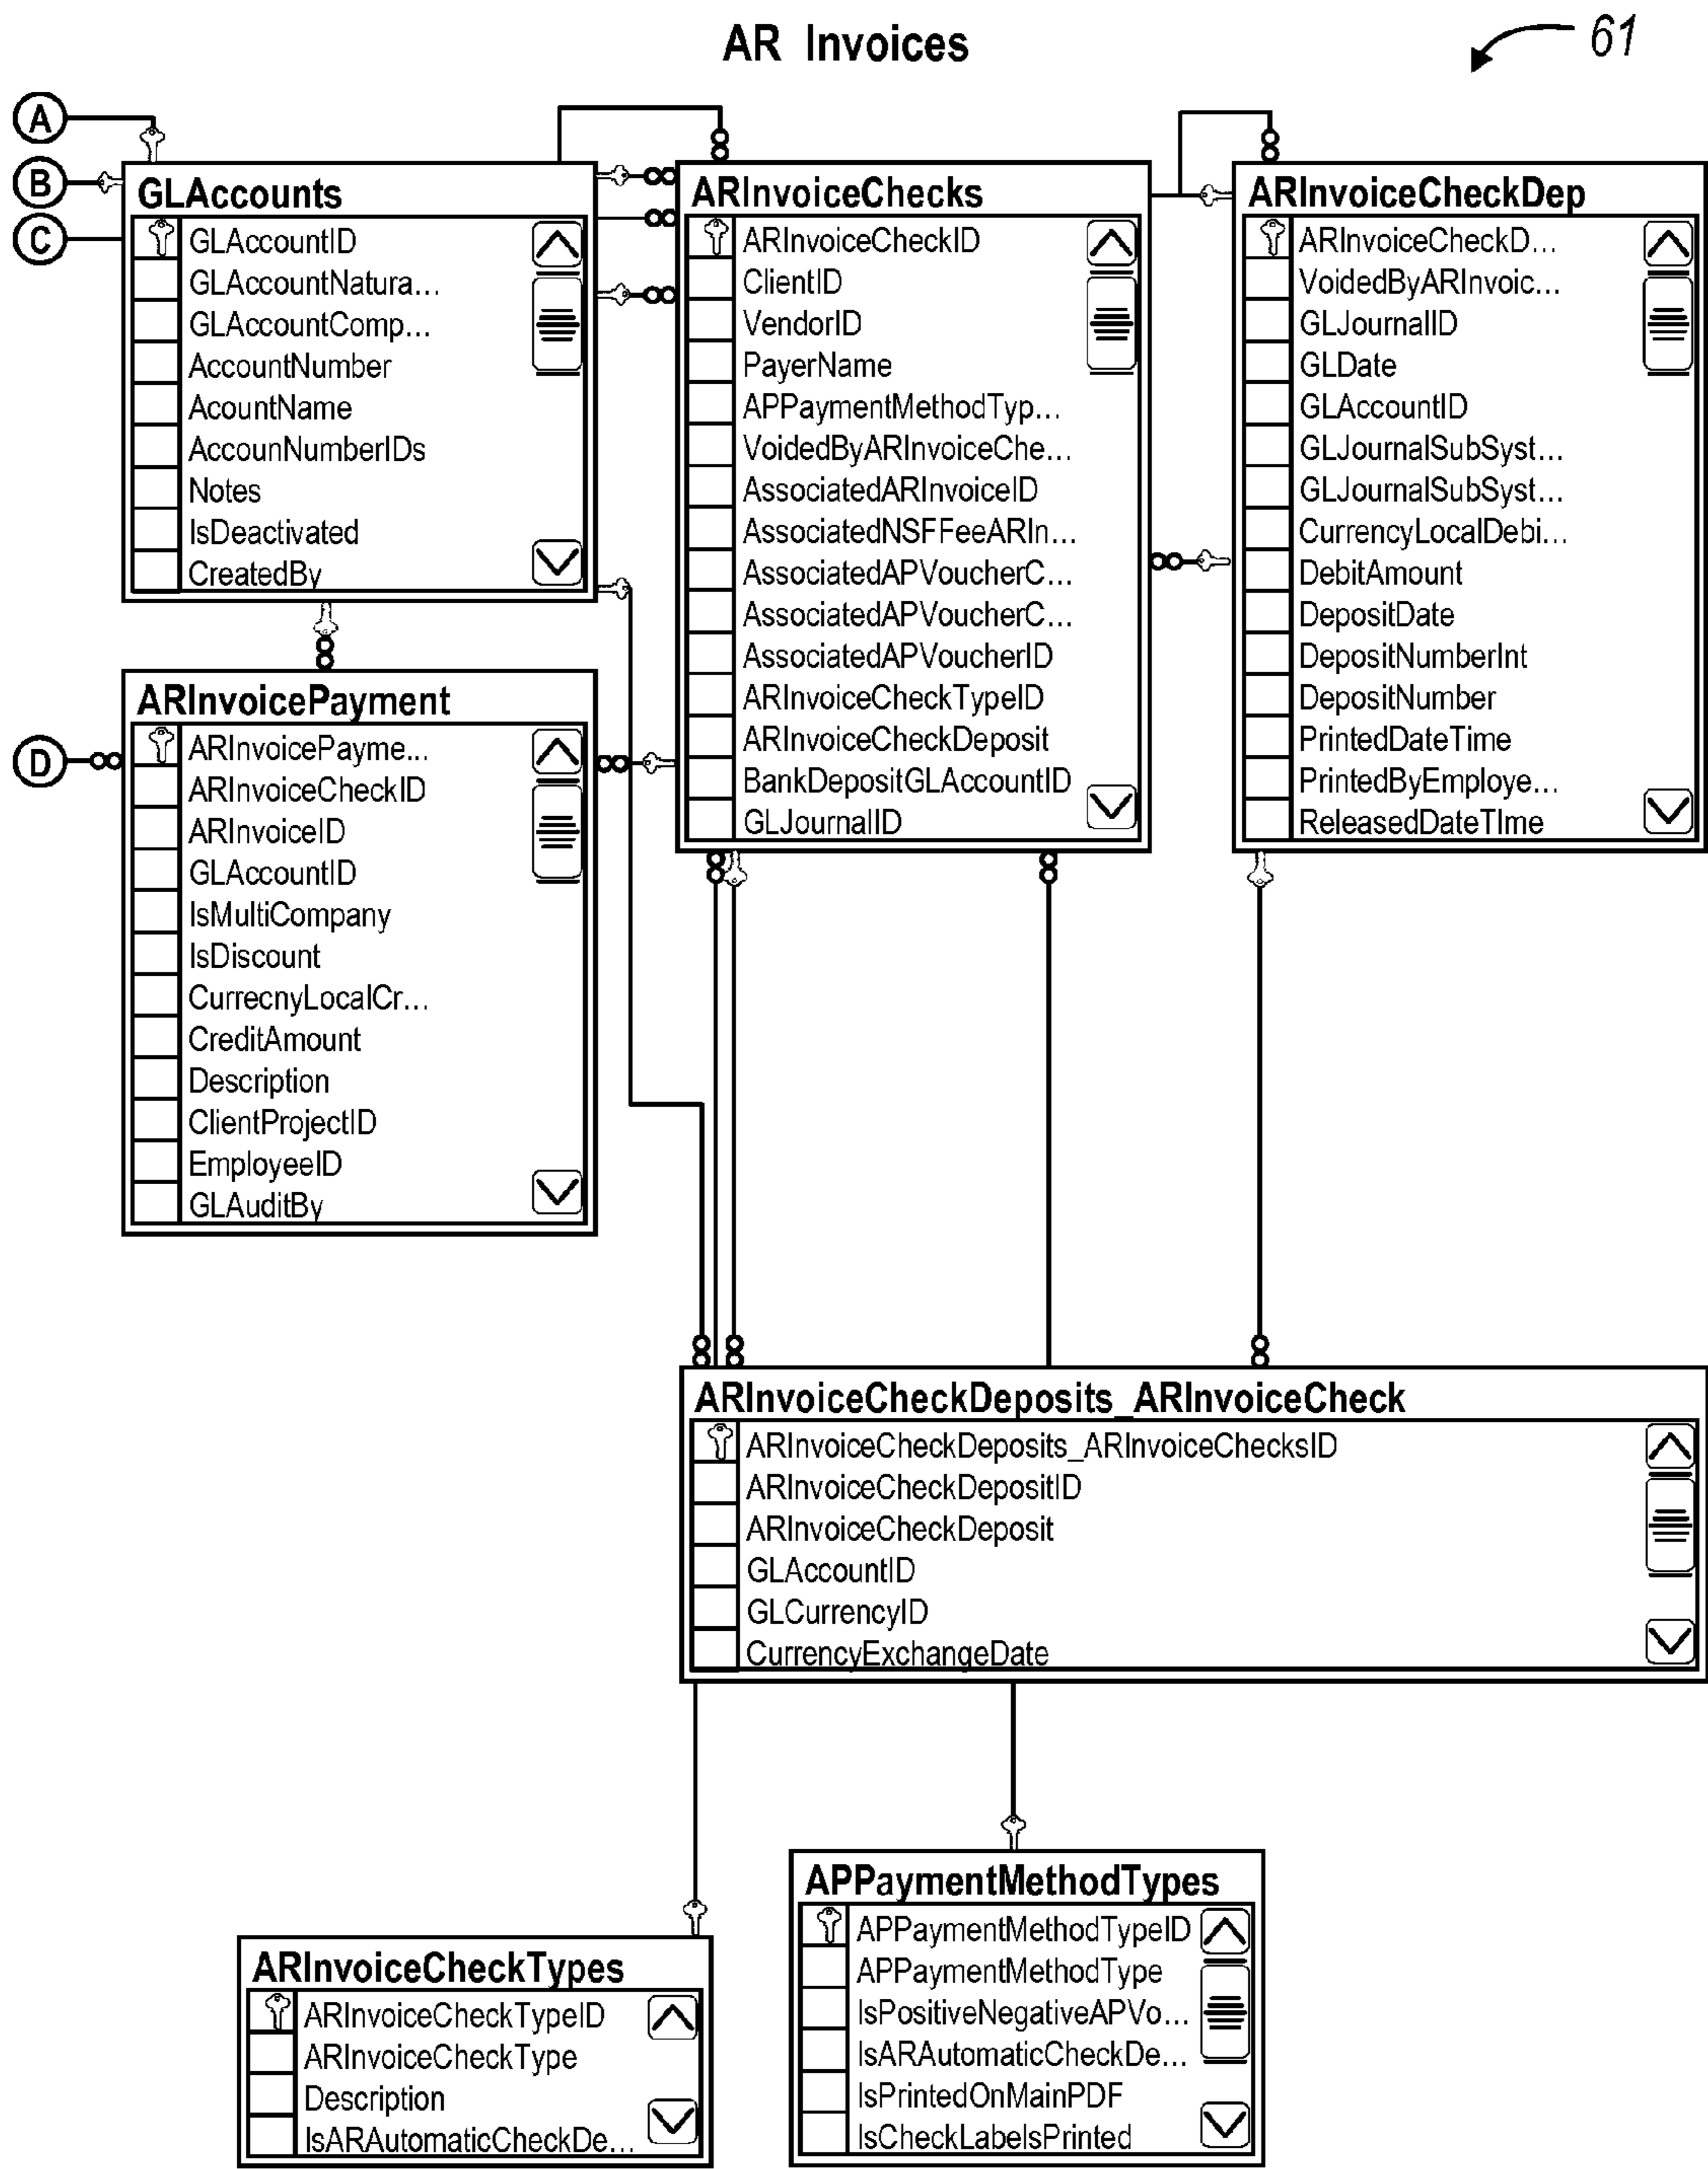 AR Invoices
61
A
B
C
GLAccounts
GLAccountID
GLAccountNatura...
GLAccountComp...
AccountNumber
AcountName
AccounNumberIDs
Notes
IsDeactivated
CreatedBy
ARInvoiceChecks
ARInvoiceCheckID
ClientID
VendorID
PayerName
APPaymentMethodTyp...
VoidedByARInvoiceChe...
AssociatedARInvoiceID
AssociatedNSFFeeARIn...
AssociatedAPVoucherC...
AssociatedAPVoucherC...
AssociatedAPVoucherID
ARInvoiceCheckTypeID
ARInvoiceCheckDeposit
BankDepositGLAccountID
GLJournalID
ARInvoiceCheckDep
ARInvoiceCheckD...
VoidedByARInvoic...
GLJournalID
GLDate
GLAccountID
GLJournalSubSyst...
GLJournalSubSyst...
CurrencyLocalDebi...
DebitAmount
DepositDate
DepositNumberInt
DepositNumber
PrintedDateTime
PrintedByEmploye...
ReleasedDateTIme
D
ARInvoicePayment
ARInvoicePayme...
ARInvoiceCheckID
ARInvoiceID
GLAccountID
IsMultiCompany
IsDiscount
CurrecnyLocalCr...
CreditAmount
Description
ClientProjectID
EmployeeID
GLAuditBy
ARInvoiceCheckDeposits_ARInvoiceCheck
ARInvoiceCheckDeposits_ARInvoiceChecksID
ARInvoiceCheckDepositID
ARInvoiceCheckDeposit
GLAccountID
GLCurrencyID
CurrencyExchangeDate
APPaymentMethodTypes
APPaymentMethodTypeID
APPaymentMethodType
IsPositiveNegativeAPVo...
IsARAutomaticCheckDe...
IsPrintedOnMainPDF
IsCheckLabelsPrinted
ARInvoiceCheckTypes
ARInvoiceCheckTypeID
ARInvoiceCheckType
Description
IsARAutomaticCheckDe...